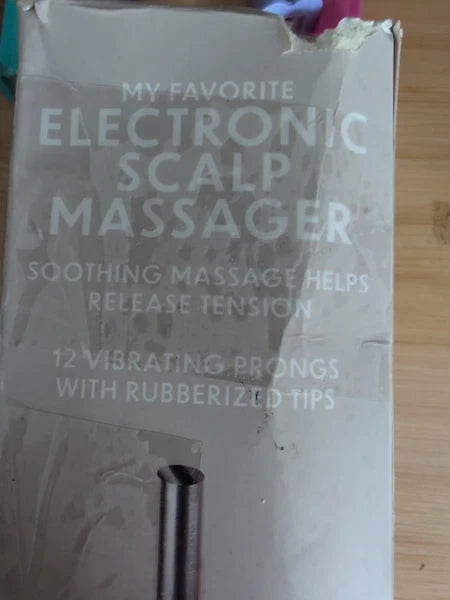 MY FAVORITE
ELECTRONIC
SCALP
MASSAGER
SOOTHING MASSAGE HELPS
RELEASE TENSION
12 VIBRATING PRONGS
WITH RUBBERIZED TIPS